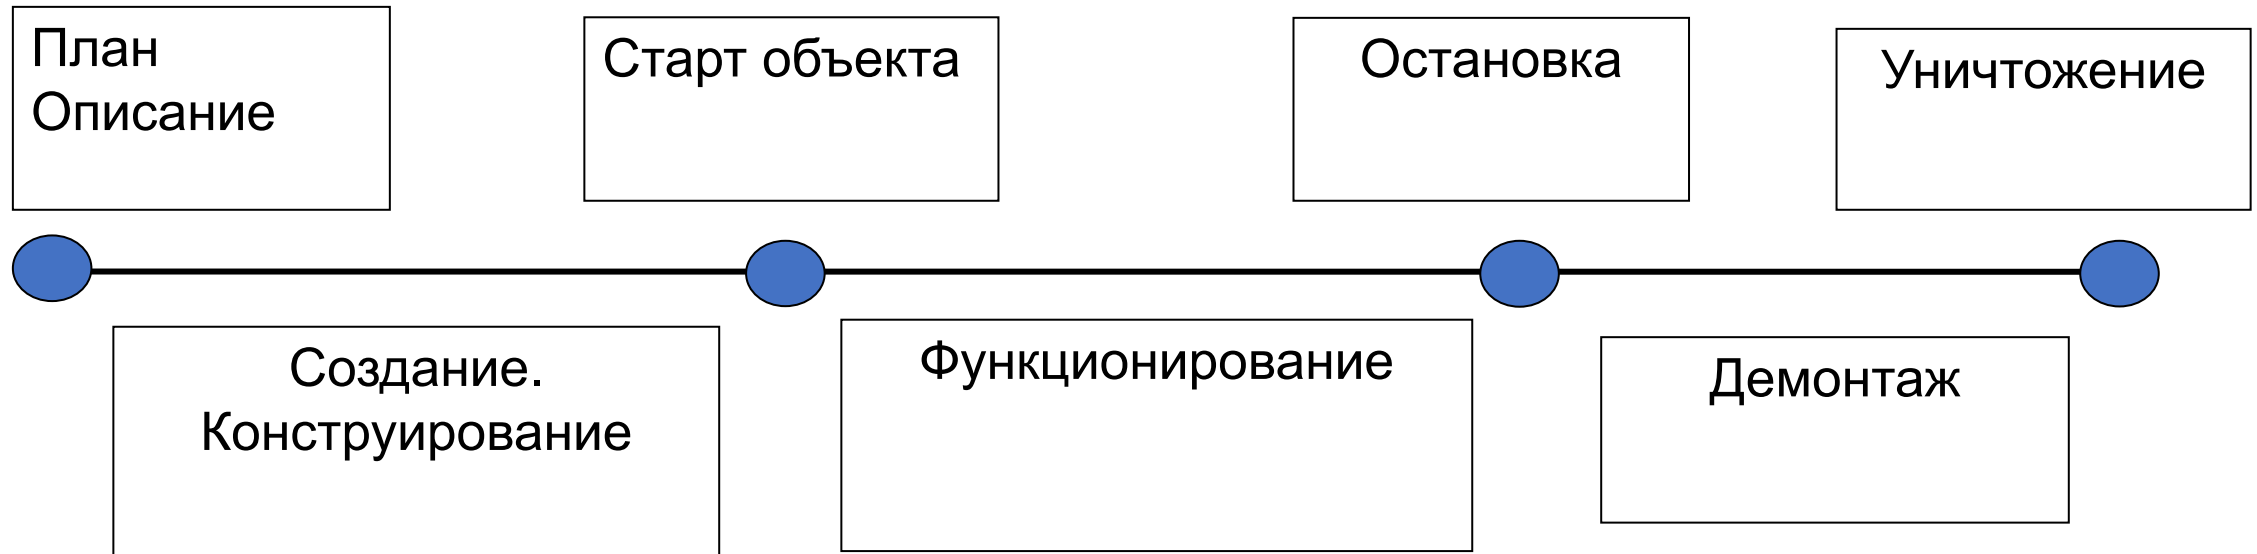 План
Описание
Старт объекта
Остановка
Уничтожение
Создание.
Конструирование
Функционирование
Демонтаж